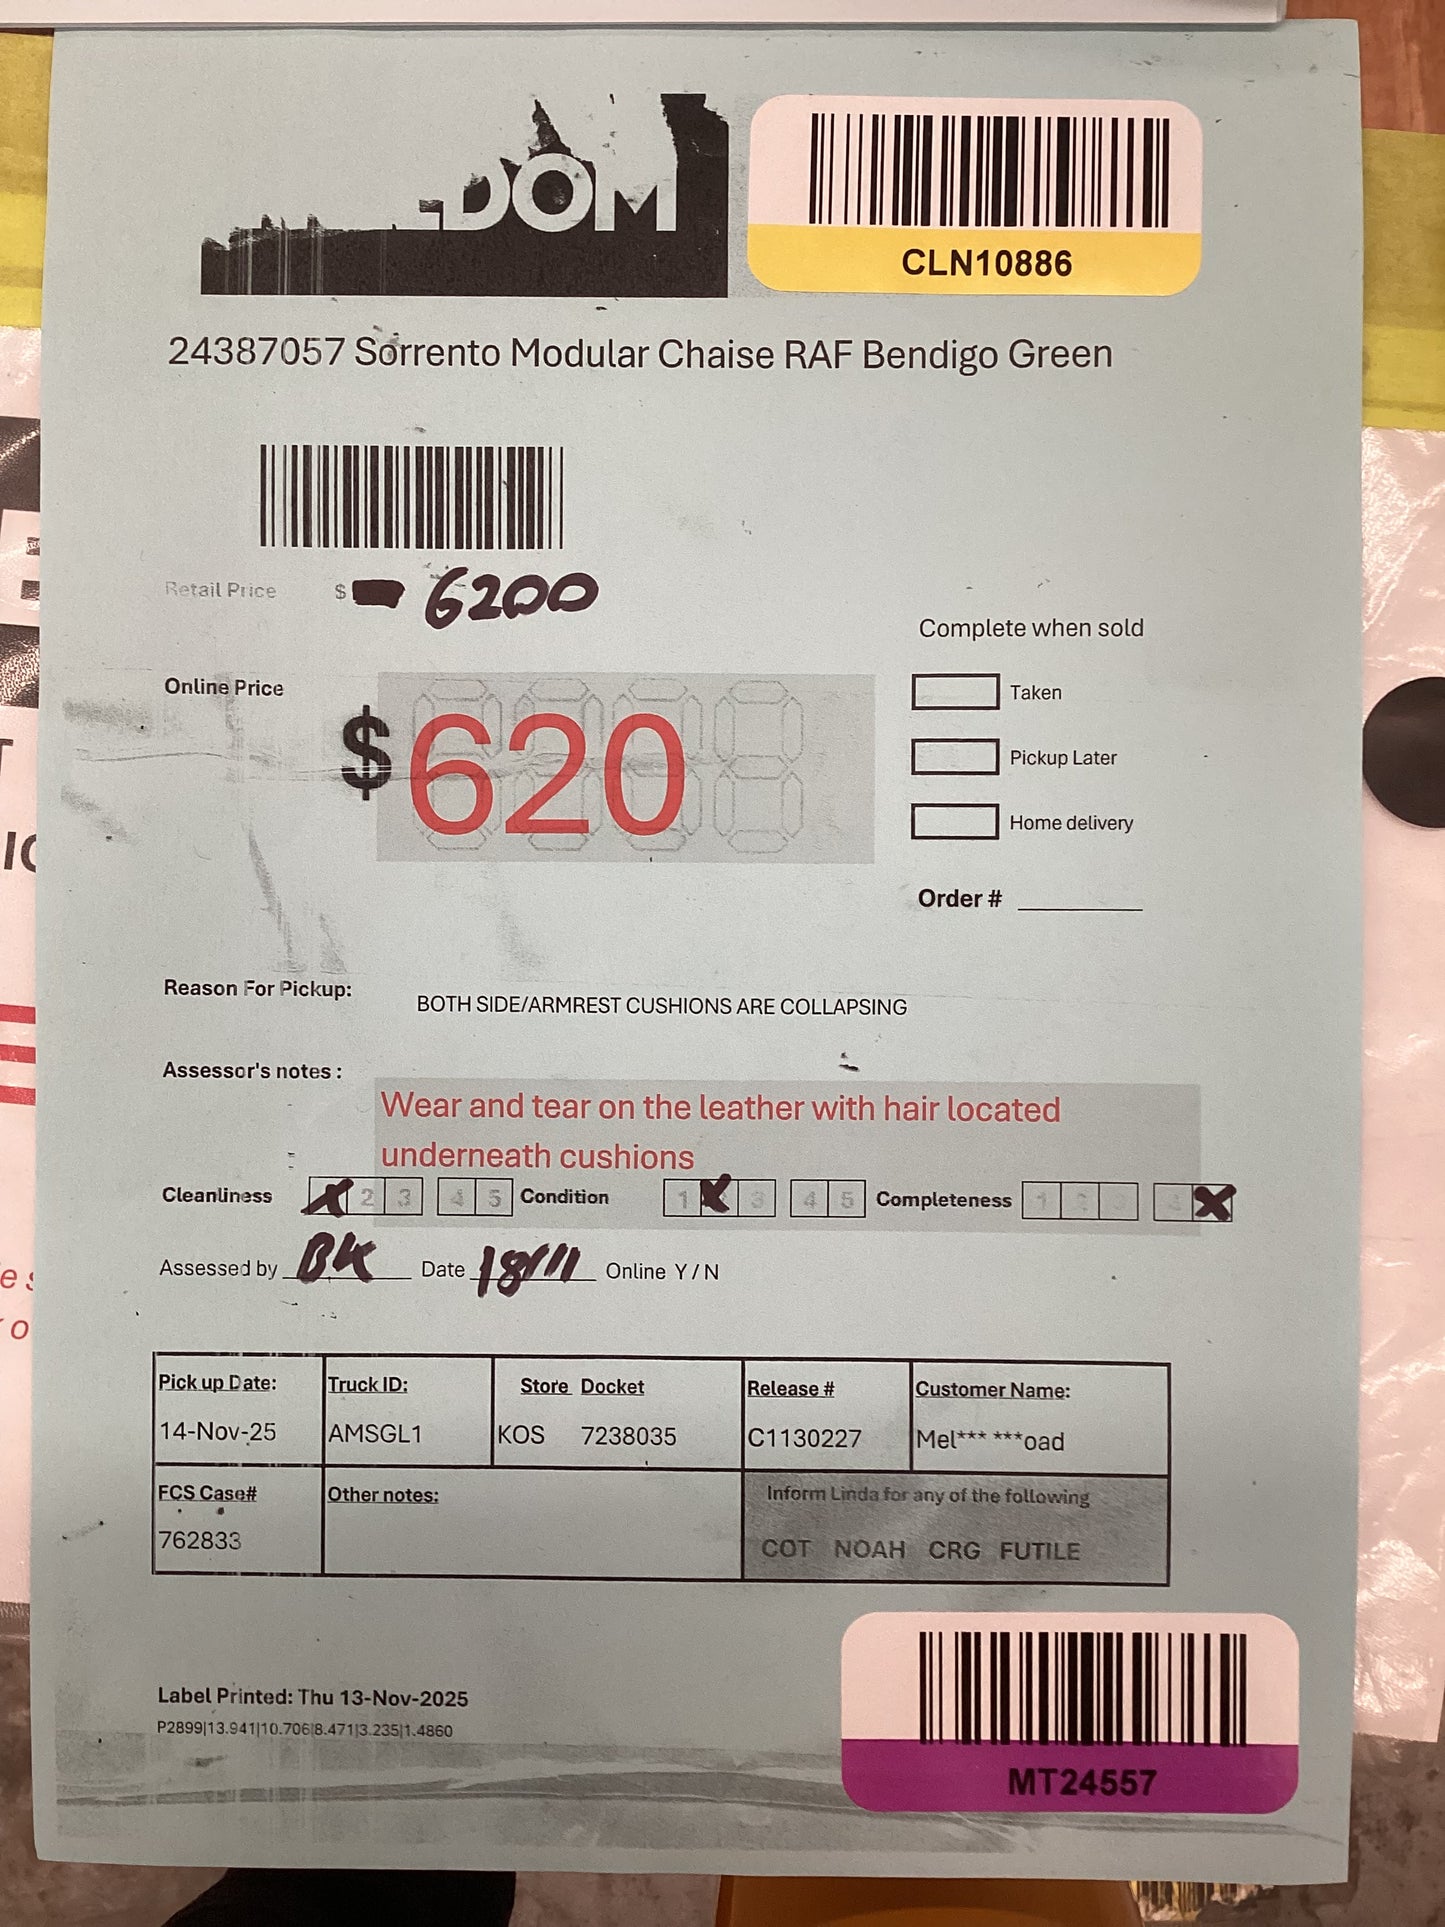 DOM
CLN10886
24387057 Sorrento Modular Chaise RAF Bendigo Green
Retail Price $ 6200
Complete when sold
Online Price
$620
Taken
Pickup Later
Home delivery
Order #
Reason For Pickup:
BOTH SIDE/ARMREST CUSHIONS ARE COLLAPSING
Assessor's notes :
Wear and tear on the leather with hair located
underneath cushions
Cleanliness X 2 3 4 5 Condition 1 X 3 4 5 Completeness 1 2 3 4 X
Assessed by BK Date 18/11 Online Y / N
Pick up Date: Truck ID: Store Docket Release # Customer Name:
14-Nov-25 AMSGL1 KOS 7238035 C1130227 Mel*** ***oad
FCS Case# Other notes: Inform Linda for any of the following
762833 COT NOAH CRG FUTILE
Label Printed: Thu 13-Nov-2025
P2899|13.941|10.706|8.471|3.235|1.4860
MT24557